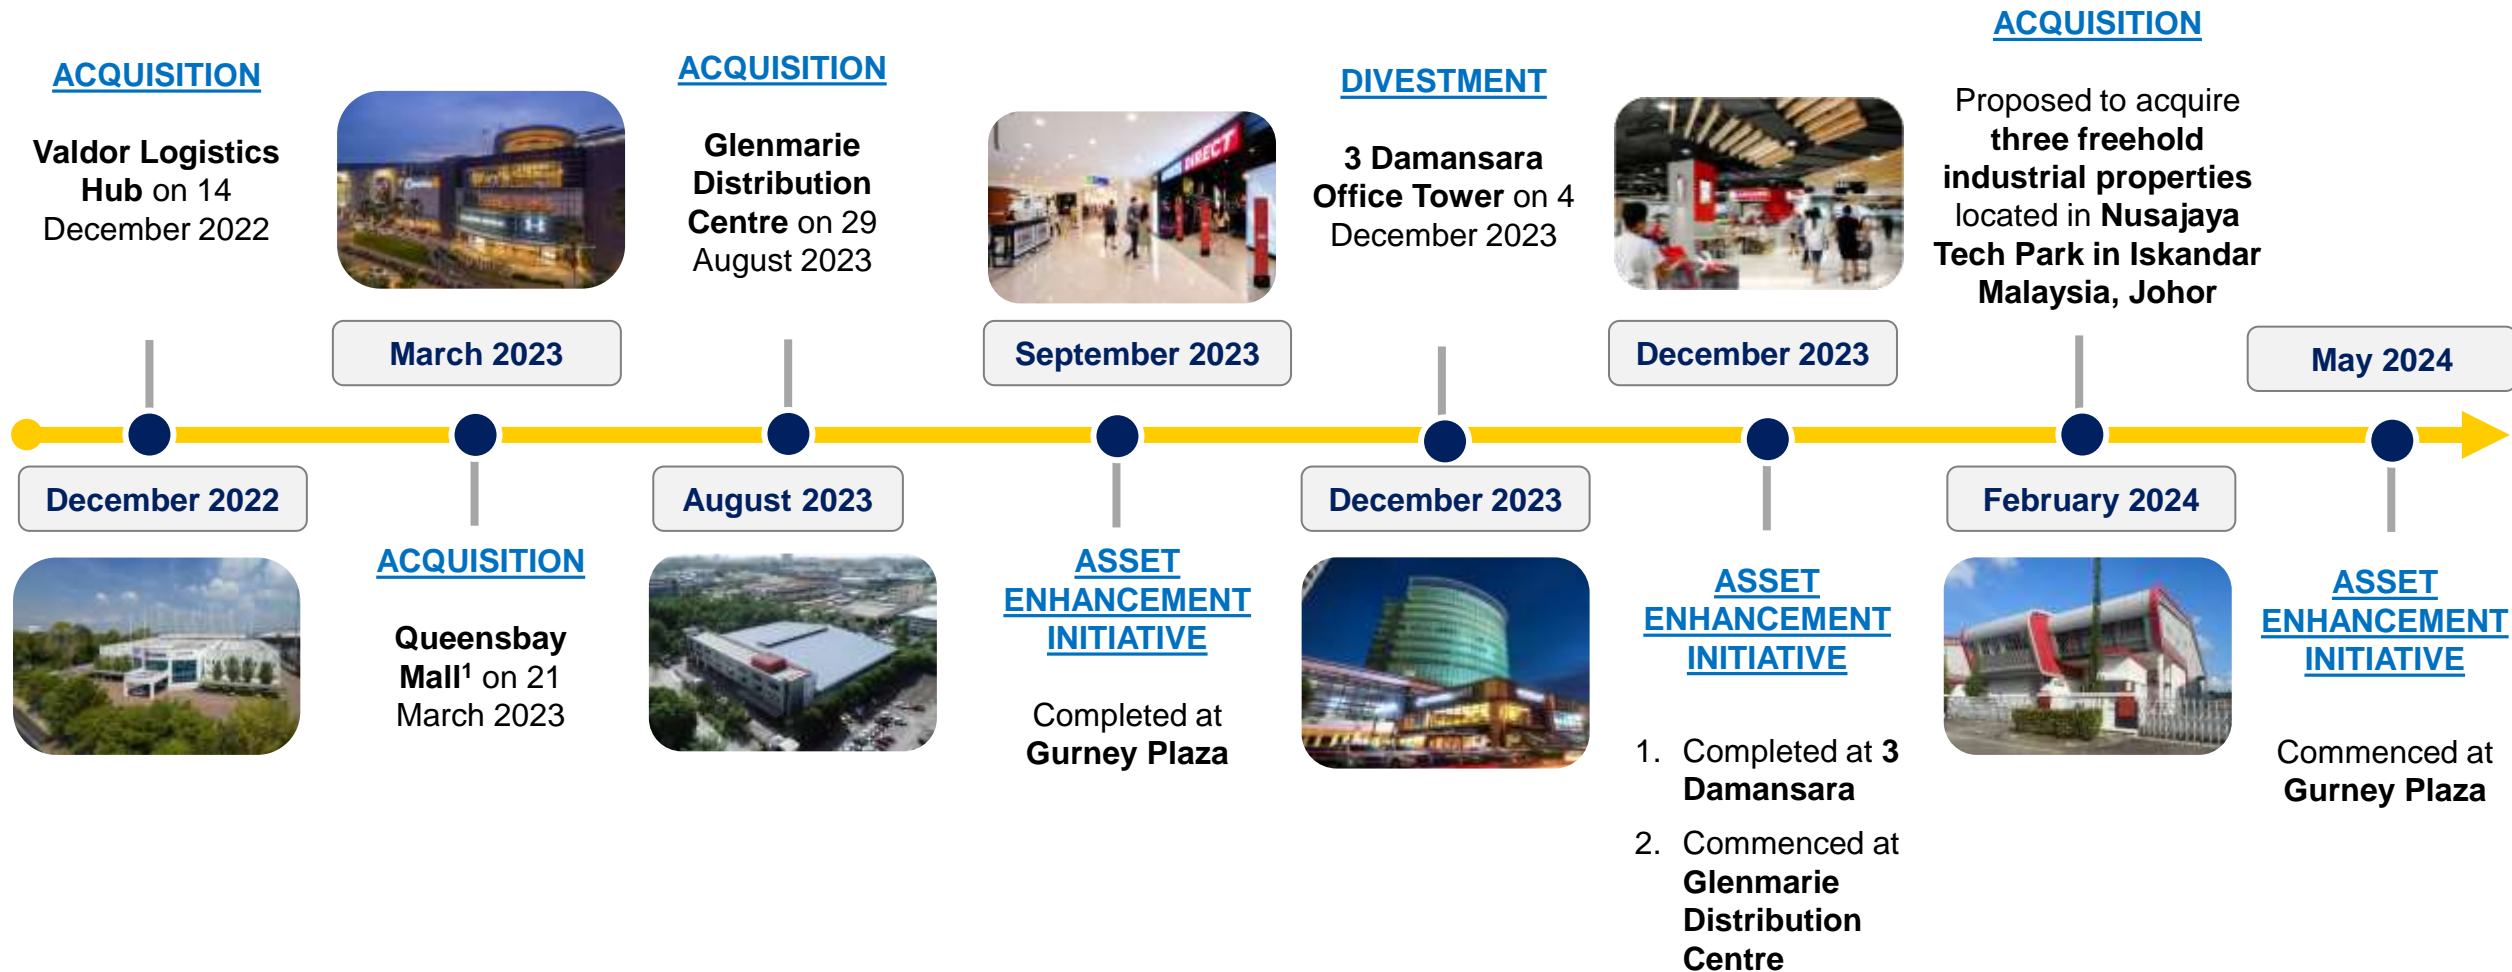 ACQUISITION
Valdor Logistics
Hub on 14
December 2022
December 2022
March 2023
ACQUISITION
Queensbay
Mall¹ on 21
March 2023
ACQUISITION
Glenmarie
Distribution
Centre on 29
August 2023
August 2023
DIRECT
September 2023
ASSET
ENHANCEMENT
INITIATIVE
Completed at
Gurney Plaza
DIVESTMENT
3 Damansara
Office Tower on 4
December 2023
December 2023
December 2023
ASSET
ENHANCEMENT
INITIATIVE
1. Completed at 3
Damansara
2. Commenced at
Glenmarie
Distribution
Centre
ACQUISITION
Proposed to acquire
three freehold
industrial properties
located in Nusajaya
Tech Park in Iskandar
Malaysia, Johor
February 2024
May 2024
ASSET
ENHANCEMENT
INITIATIVE
Commenced at
Gurney Plaza